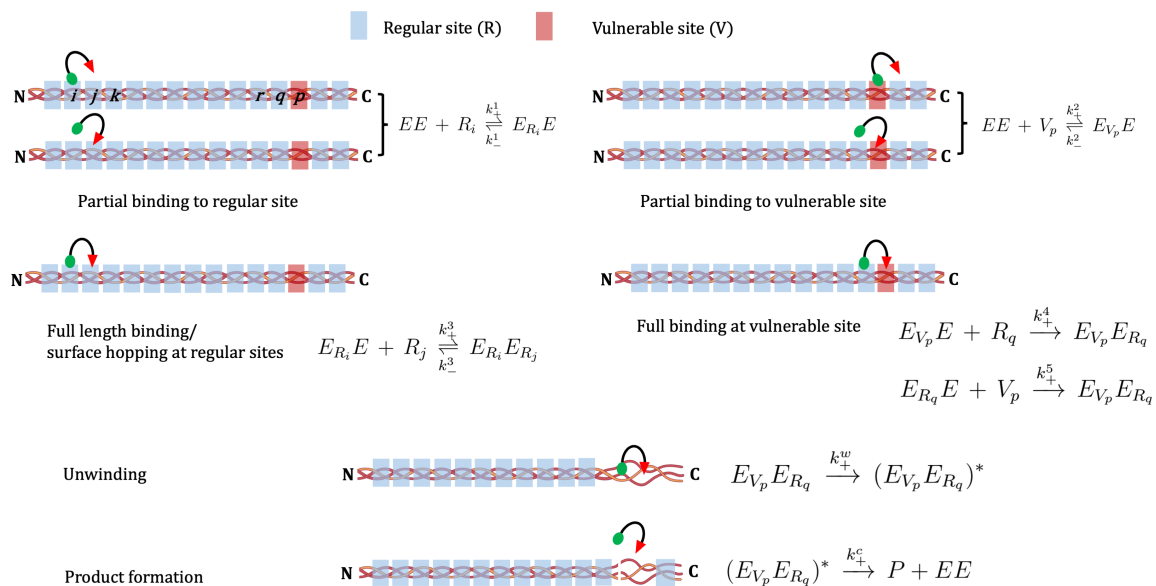 Regular site (R) Vulnerable site (V)
N i j k r q p C
N C
EE + R_i ⇌ E_{R_i}E k_+^1 k_-^1
N C
N C
EE + V_p ⇌ E_{V_p}E k_+^2 k_-^2
Partial binding to regular site
Partial binding to vulnerable site
N C
N C
Full length binding/
surface hopping at regular sites
E_{R_i}E + R_j ⇌ E_{R_i}E_{R_j} k_+^3 k_-^3
Full binding at vulnerable site
E_{V_p}E + R_q \xrightarrow{k_+^4} E_{V_p}E_{R_q}
E_{R_q}E + V_p \xrightarrow{k_+^5} E_{V_p}E_{R_q}
Unwinding
N C
E_{V_p}E_{R_q} \xrightarrow{k_+^w} (E_{V_p}E_{R_q})^*
Product formation
N C
(E_{V_p}E_{R_q})^* \xrightarrow{k_+^c} P + EE